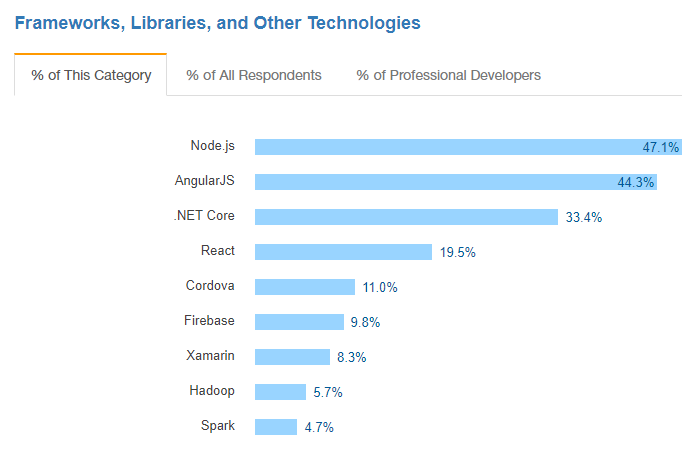 Frameworks, Libraries, and Other Technologies
% of This Category % of All Respondents % of Professional Developers
Node.js 47.1%
AngularJS 44.3%
.NET Core 33.4%
React 19.5%
Cordova 11.0%
Firebase 9.8%
Xamarin 8.3%
Hadoop 5.7%
Spark 4.7%